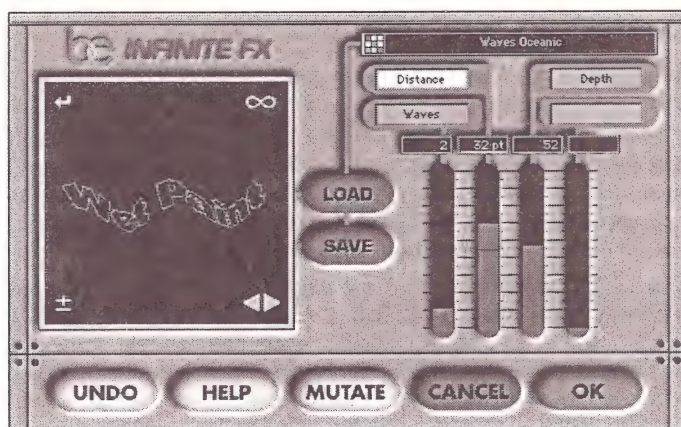 be INFINITE FX
Waves Oceanic
Distance
Depth
Waves
2
32 pt
52
Wet Paint
LOAD
SAVE
UNDO
HELP
MUTATE
CANCEL
OK